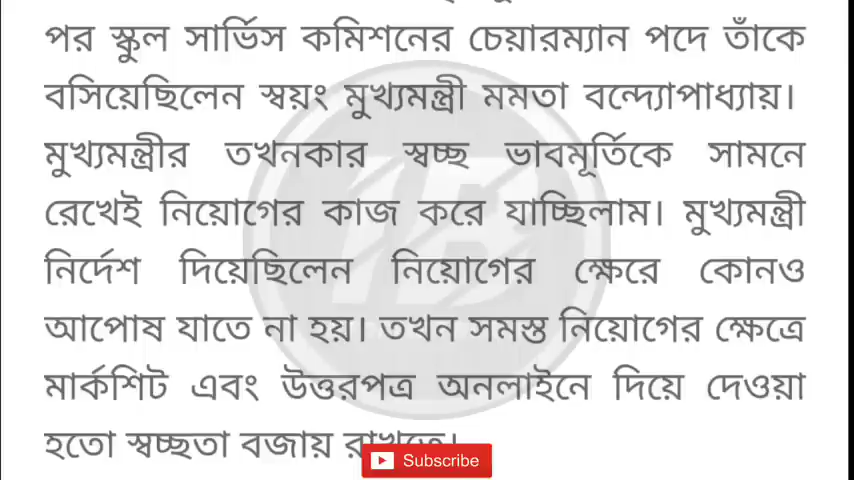 পর স্কুল সার্ভিস কমিশনের চেয়ারম্যান পদে তাঁকে
বসিয়েছিলেন স্বয়ং মুখ্যমন্ত্রী মমতা বন্দ্যোপাধ্যায়।
মুখ্যমন্ত্রীর তখনকার স্বচ্ছ ভাবমূর্তিকে সামনে
রেখেই নিয়োগের কাজ করে যাচ্ছিলাম। মুখ্যমন্ত্রী
নির্দেশ দিয়েছিলেন নিয়োগের ক্ষেরে কোনও
আপোষ যাতে না হয়। তখন সমস্ত নিয়োগের ক্ষেত্রে
মার্কশিট এবং উত্তরপত্র অনলাইনে দিয়ে দেওয়া
হতো স্বচ্ছতা বজায় রাখতে।
Subscribe